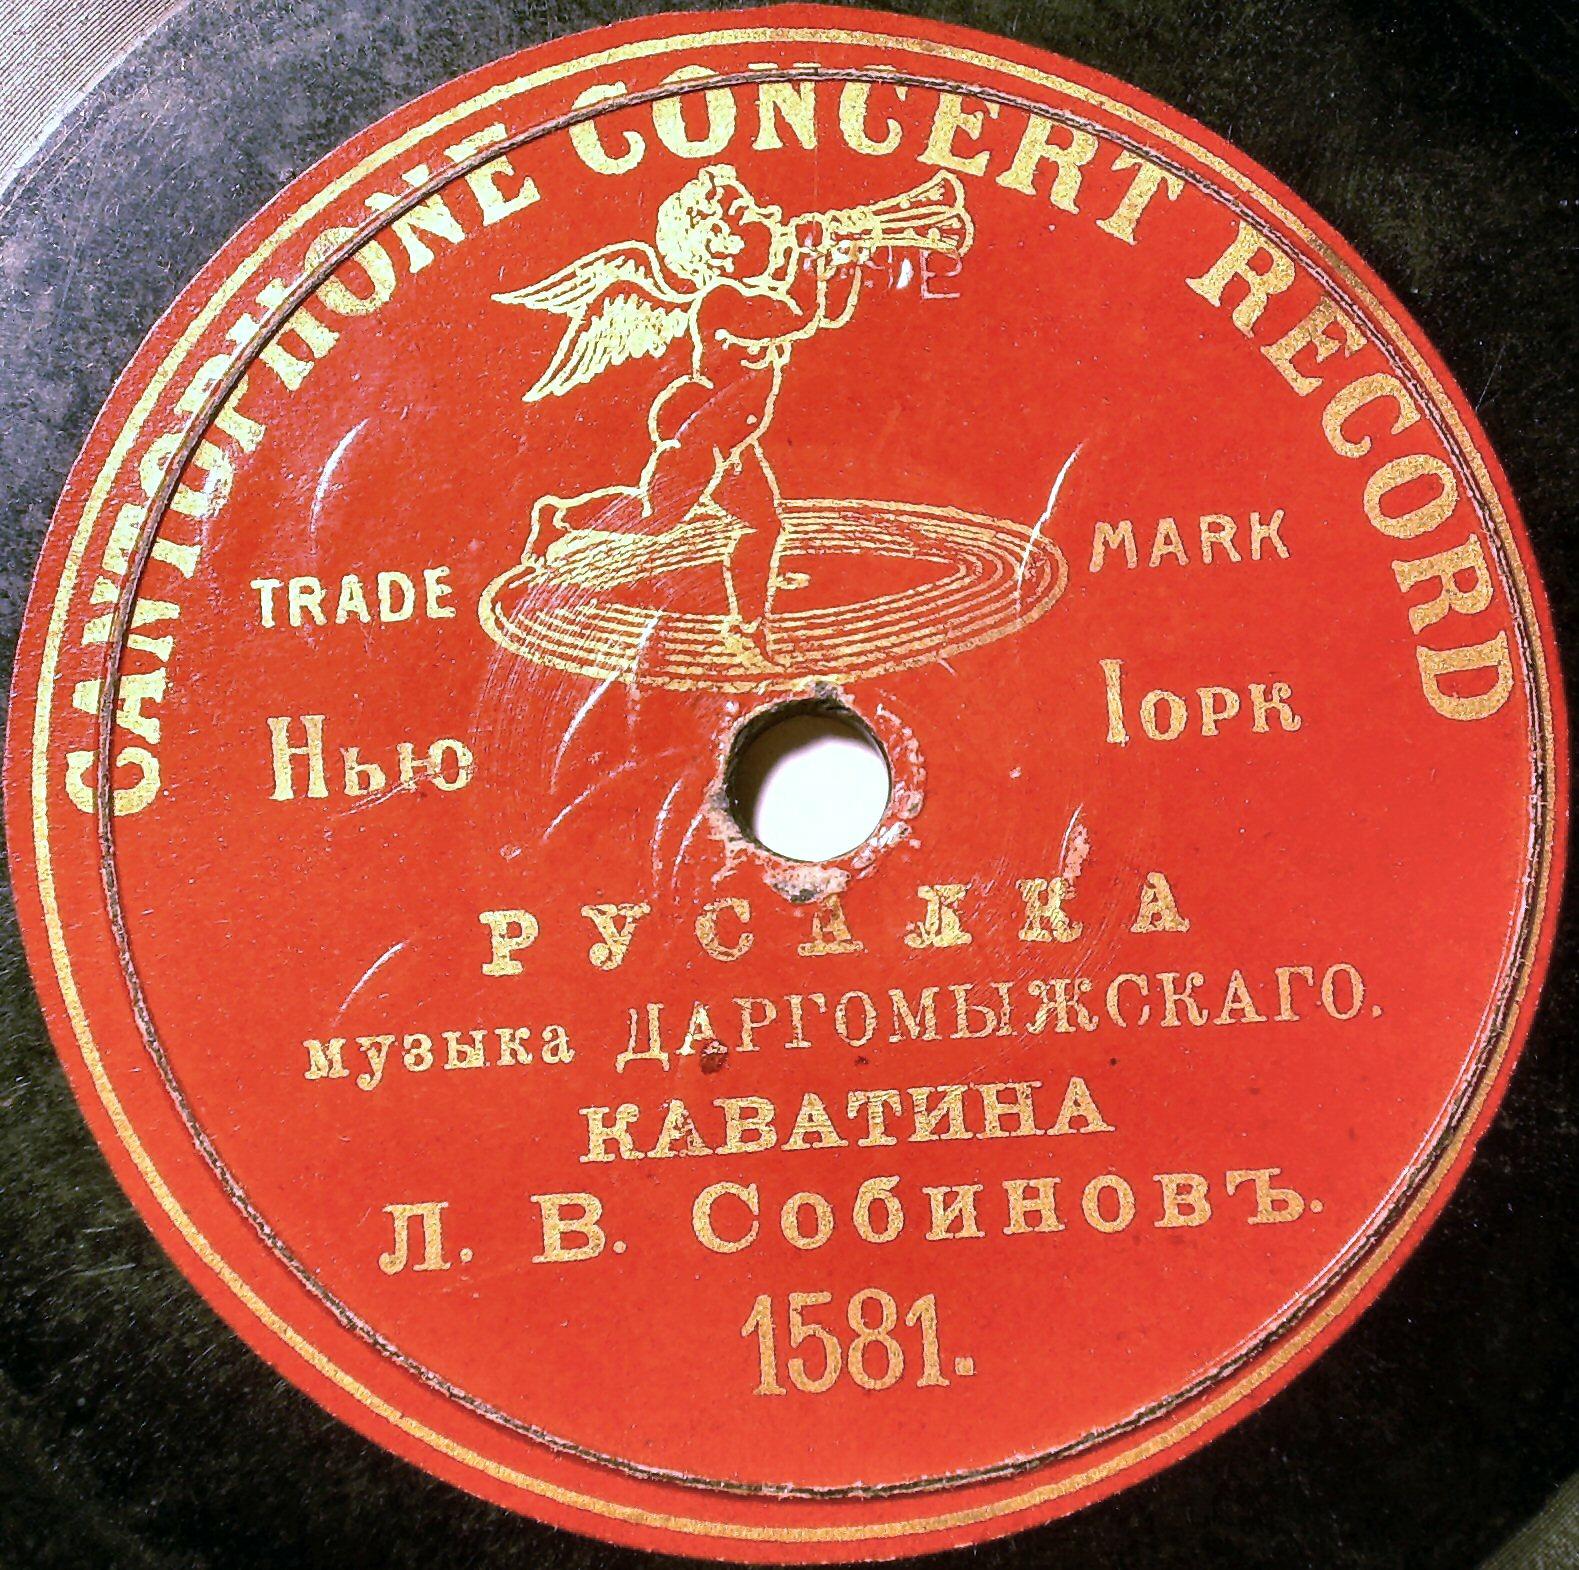 CANTOPHONE CONCERT RECORD
TRADE MARK
Нью Іорк
РУСАЛКА
музыка ДАРГОМЫЖСКАГО.
КАВАТИНА
Л. В. Собиновъ.
1581.